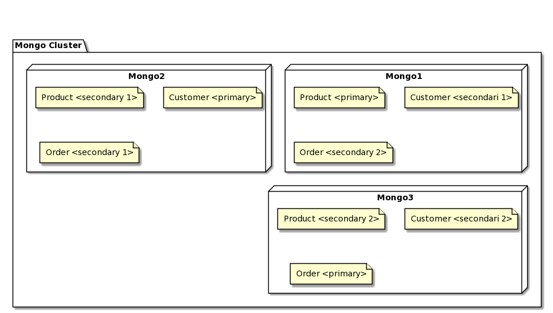 Mongo Cluster
Mongo2
Product <secondary 1>
Customer <primary>
Order <secondary 1>
Mongo1
Product <primary>
Customer <secondari 1>
Order <secondary 2>
Mongo3
Product <secondary 2>
Customer <secondari 2>
Order <primary>